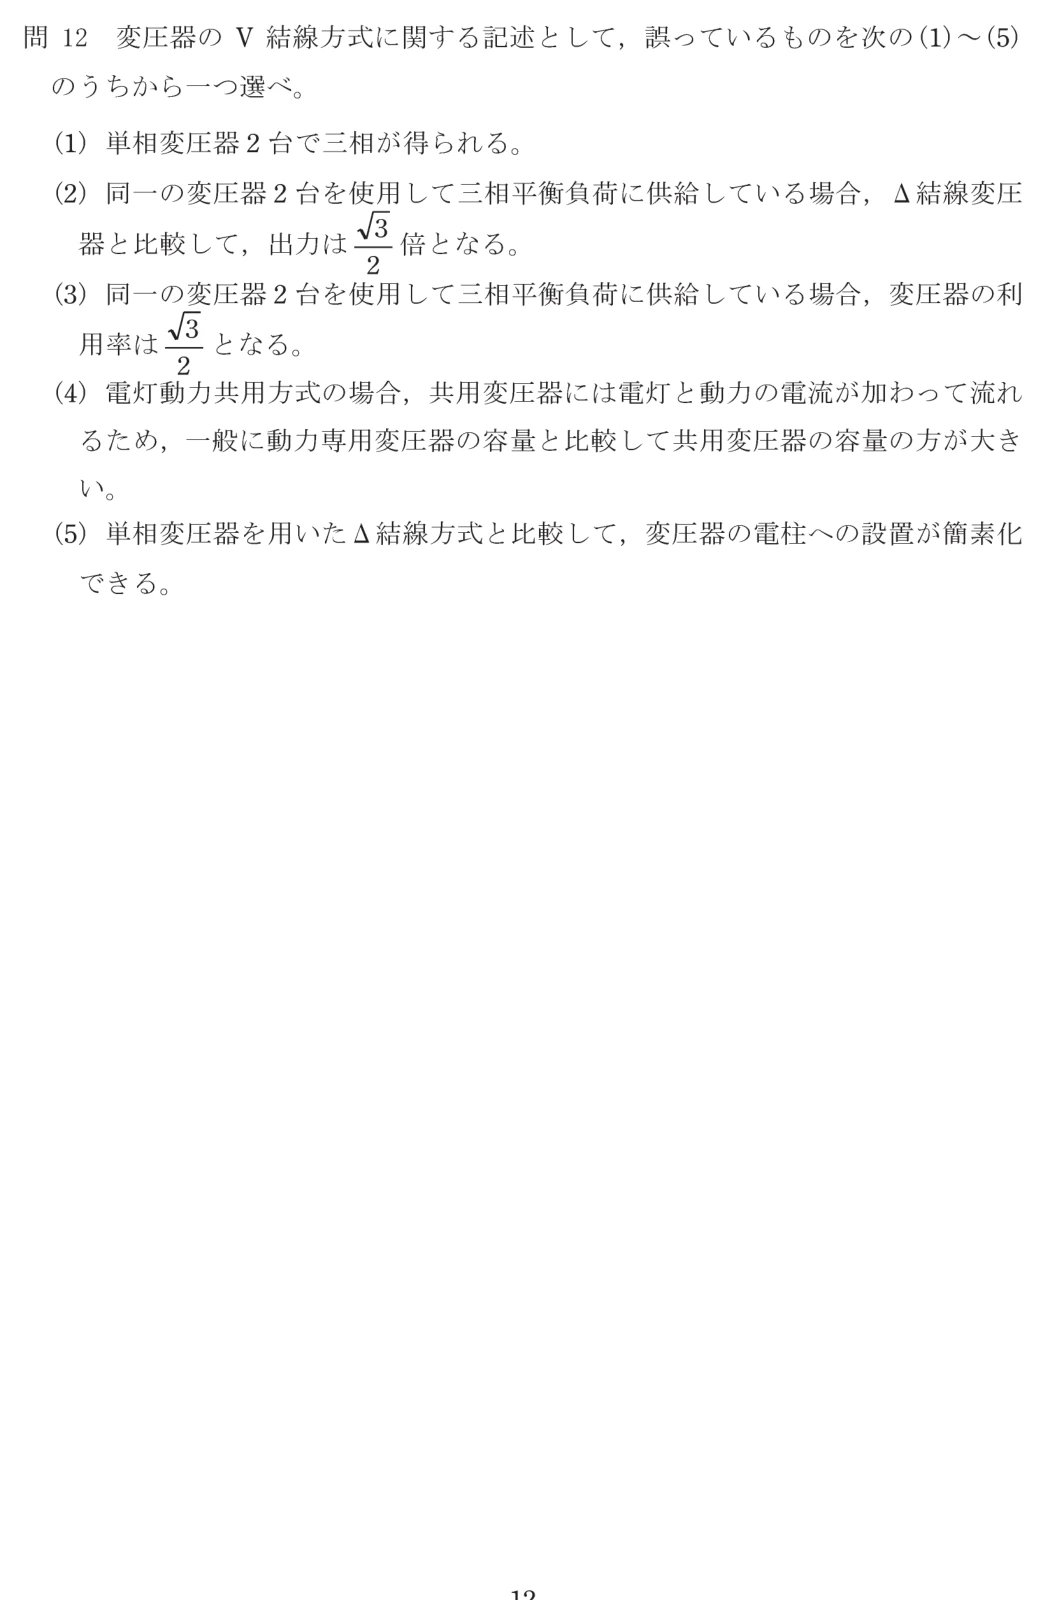 問 12　変圧器の V 結線方式に関する記述として，誤っているものを次の(1)～(5)
のうちから一つ選べ。
(1) 単相変圧器 2 台で三相が得られる。
(2) 同一の変圧器 2 台を使用して三相平衡負荷に供給している場合，Δ 結線変圧
器と比較して，出力は √3/2 倍となる。
(3) 同一の変圧器 2 台を使用して三相平衡負荷に供給している場合，変圧器の利
用率は √3/2 となる。
(4) 電灯動力共用方式の場合，共用変圧器には電灯と動力の電流が加わって流れ
るため，一般に動力専用変圧器の容量と比較して共用変圧器の容量の方が大き
い。
(5) 単相変圧器を用いた Δ 結線方式と比較して，変圧器の電柱への設置が簡素化
できる。
12